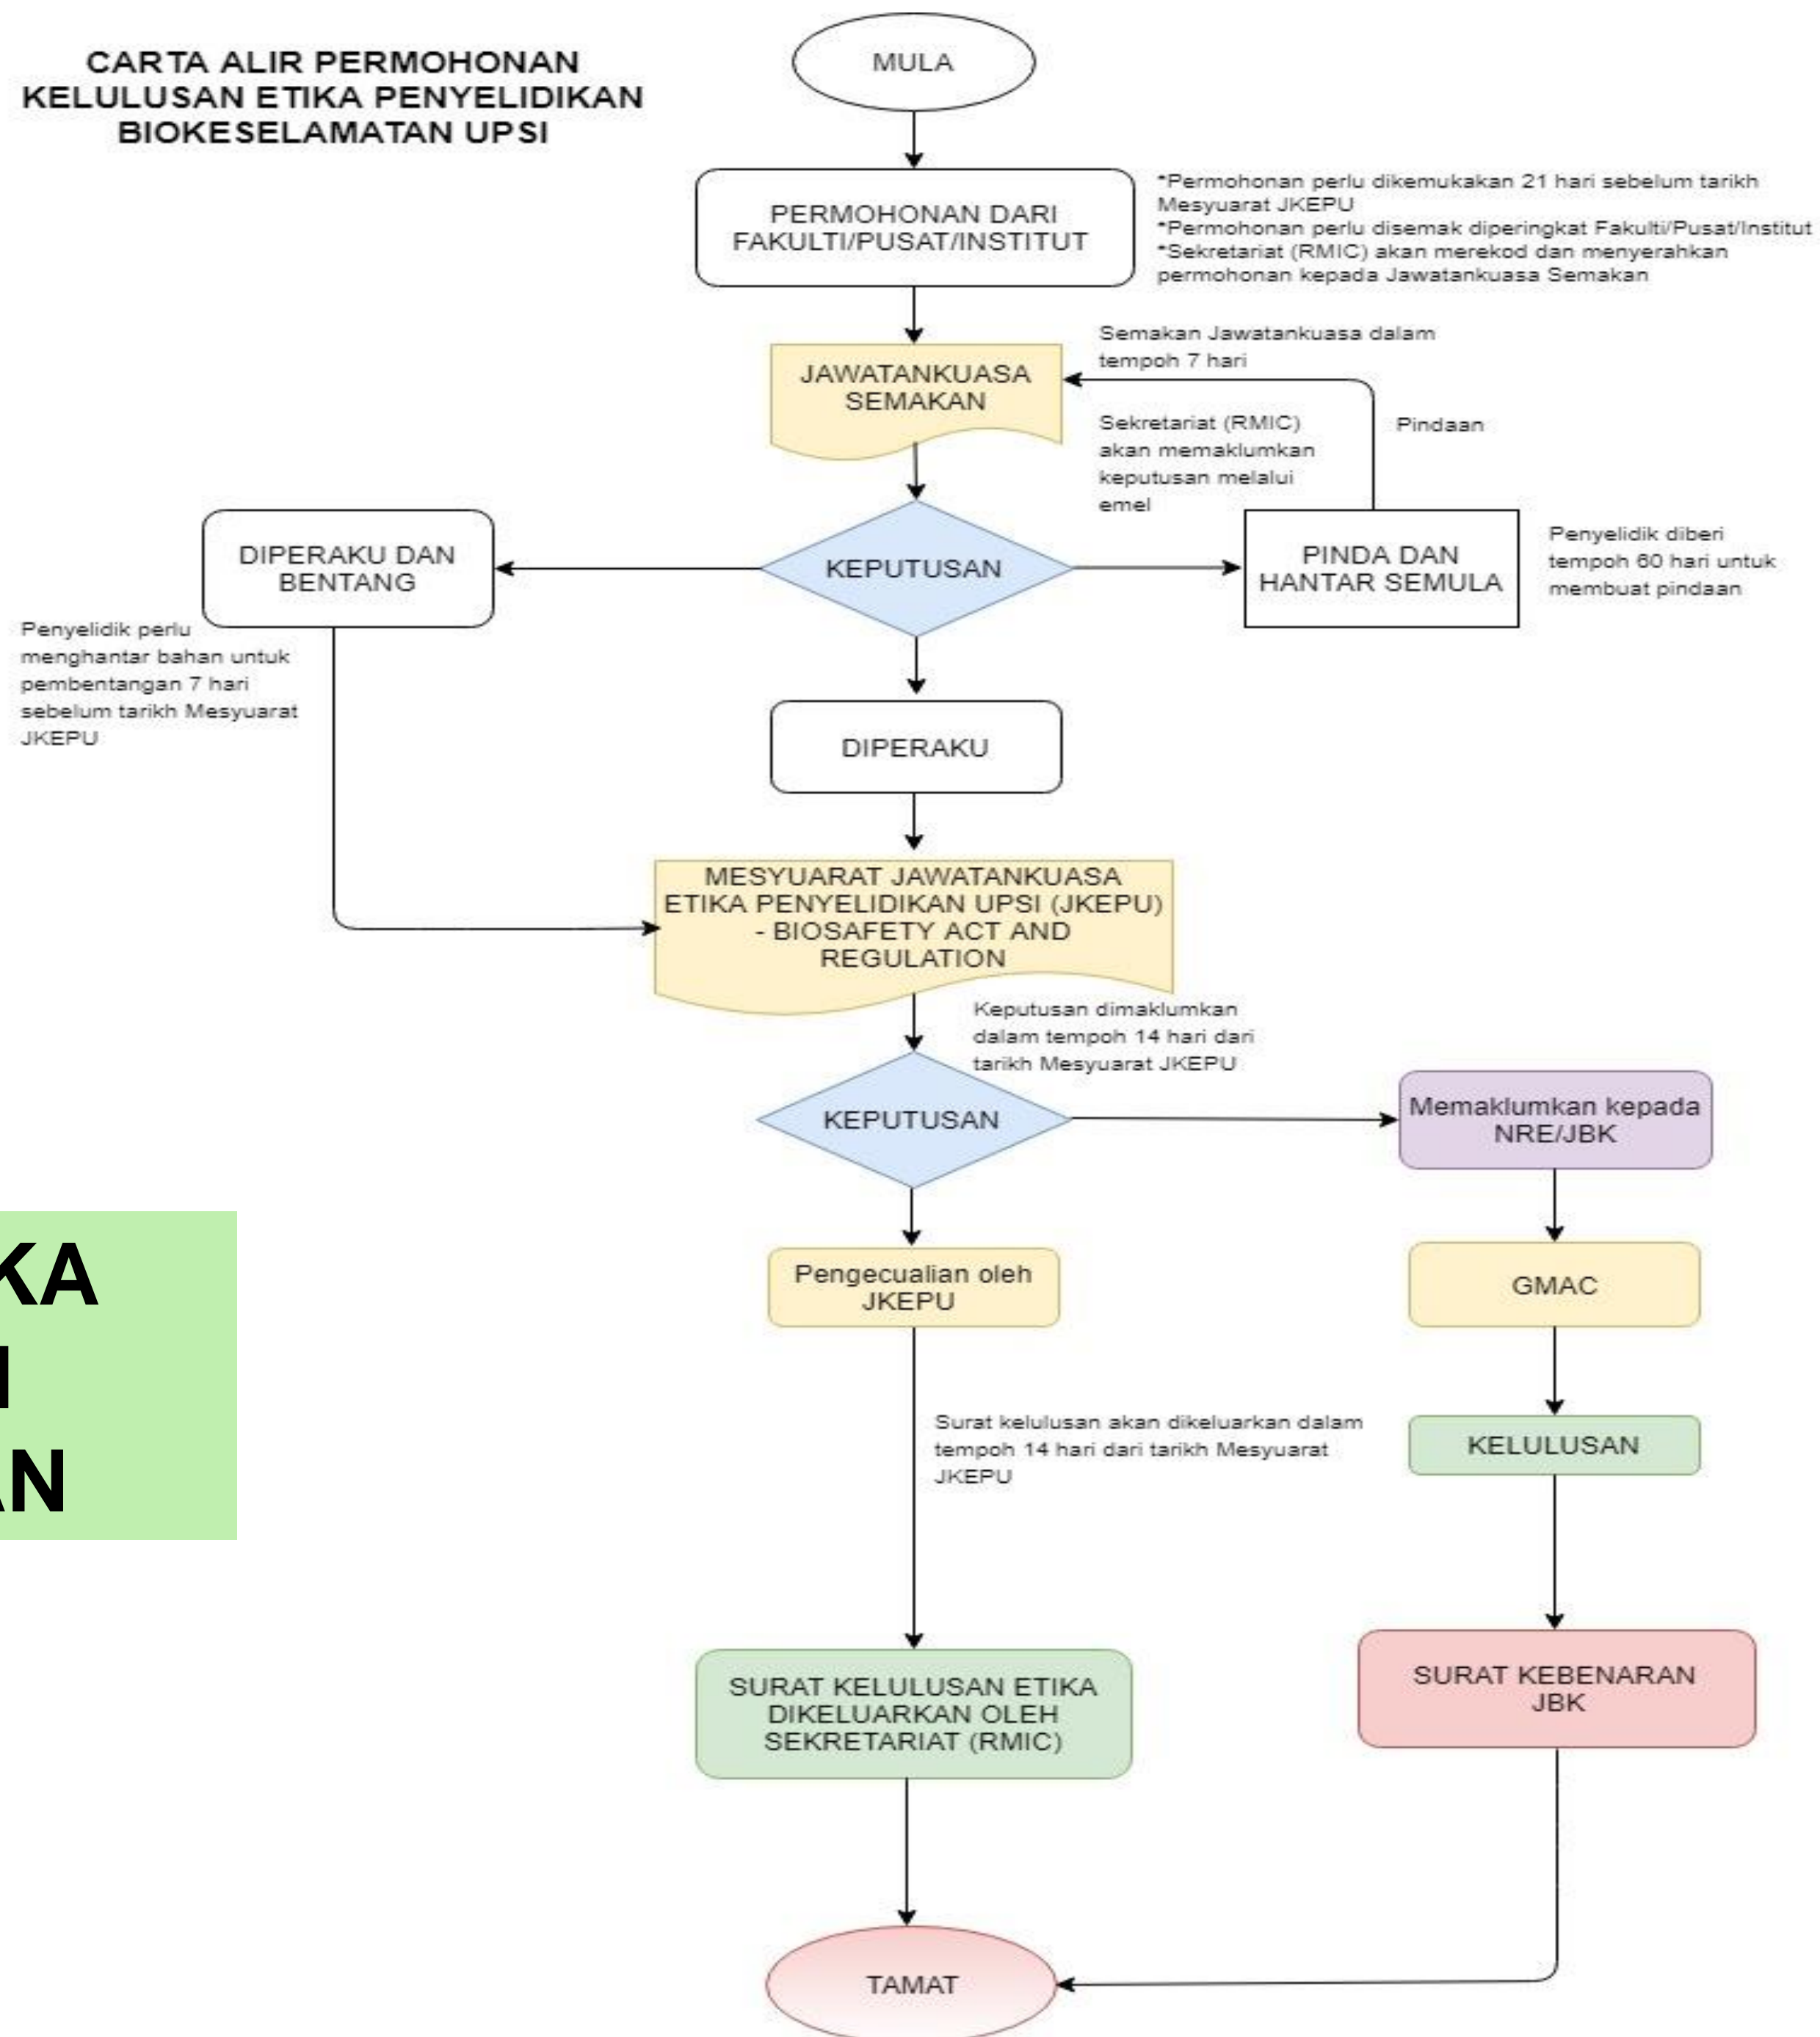 CARTA ALIR PERMOHONAN
KELULUSAN ETIKA PENYELIDIKAN
BIOKESELAMATAN UPSI
MULA
PERMOHONAN DARI
FAKULTI/PUSAT/INSTITUT
*Permohonan perlu dikemukakan 21 hari sebelum tarikh
Mesyuarat JKEPU
*Permohonan perlu disemak diperingkat Fakulti/Pusat/Institut
*Sekretariat (RMIC) akan merekod dan menyerahkan
permohonan kepada Jawatankuasa Semakan
JAWATANKUASA
SEMAKAN
Semakan Jawatankuasa dalam
tempoh 7 hari
Sekretariat (RMIC)
akan memaklumkan
keputusan melalui
emel
Pindaan
DIPERAKU DAN
BENTANG
KEPUTUSAN
PINDA DAN
HANTAR SEMULA
Penyelidik diberi
tempoh 60 hari untuk
membuat pindaan
Penyelidik perlu
menghantar bahan untuk
pembentangan 7 hari
sebelum tarikh Mesyuarat
JKEPU
DIPERAKU
MESYUARAT JAWATANKUASA
ETIKA PENYELIDIKAN UPSI (JKEPU)
- BIOSAFETY ACT AND
REGULATION
Keputusan dimaklumkan
dalam tempoh 14 hari dari
tarikh Mesyuarat JKEPU
KEPUTUSAN
Memaklumkan kepada
NRE/JBK
Pengecualian oleh
JKEPU
GMAC
KA
AN
Surat kelulusan akan dikeluarkan dalam
tempoh 14 hari dari tarikh Mesyuarat
JKEPU
KELULUSAN
SURAT KELULUSAN ETIKA
DIKELUARKAN OLEH
SEKRETARIAT (RMIC)
SURAT KEBENARAN
JBK
TAMAT